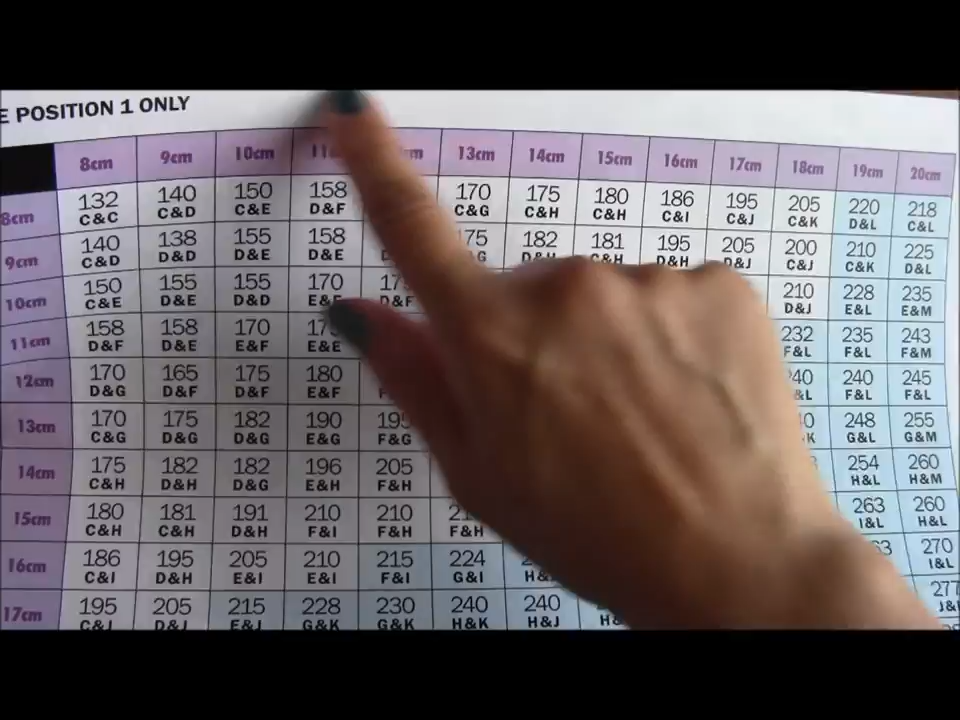 E POSITION 1 ONLY
8cm 9cm 10cm 13cm 14cm 15cm 16cm 17cm 18cm 19cm 20cm
8cm 132 140 150 158 170 175 180 186 195 205 220 218
C&C C&D C&E D&F C&G C&H C&H C&I C&J C&K D&L C&L
9cm 140 138 155 158 182 181 195 205 200 210 225
C&D D&D D&E D&E C&H D&H D&J C&J C&K D&L
10cm 150 155 155 170 210 228 235
C&E D&E D&D E&F D&F D&J E&L E&M
11cm 158 158 170 232 235 243
D&F D&E E&F E&E F&L F&L F&M
12cm 170 165 175 180 240 245
D&G D&F D&F E&F F&L F&L
13cm 170 175 182 190 195 248 255
C&G D&G D&G E&G F&G G&L G&M
14cm 175 182 182 196 205 254 260
C&H D&H D&G E&H F&H H&L H&M
15cm 180 181 191 210 210 263 260
C&H C&H D&H F&I F&H F&H I&L H&L
16cm 186 195 205 210 215 224 270
C&I D&H E&I E&I F&I G&I I&L
17cm 195 205 215 228 230 240 240 277
C&J D&J E&J G&K G&K H&K H&J